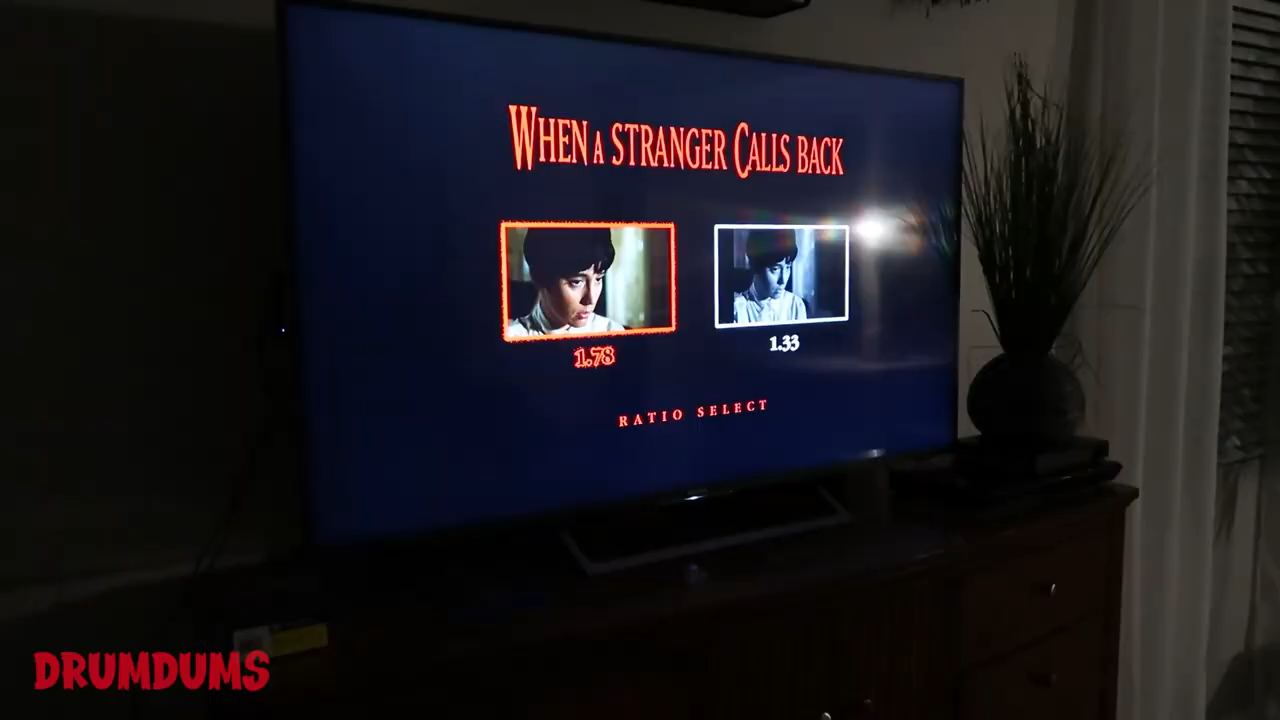 WHEN A STRANGER CALLS BACK
1.78
1.33
RATIO SELECT
DRUMDUMS